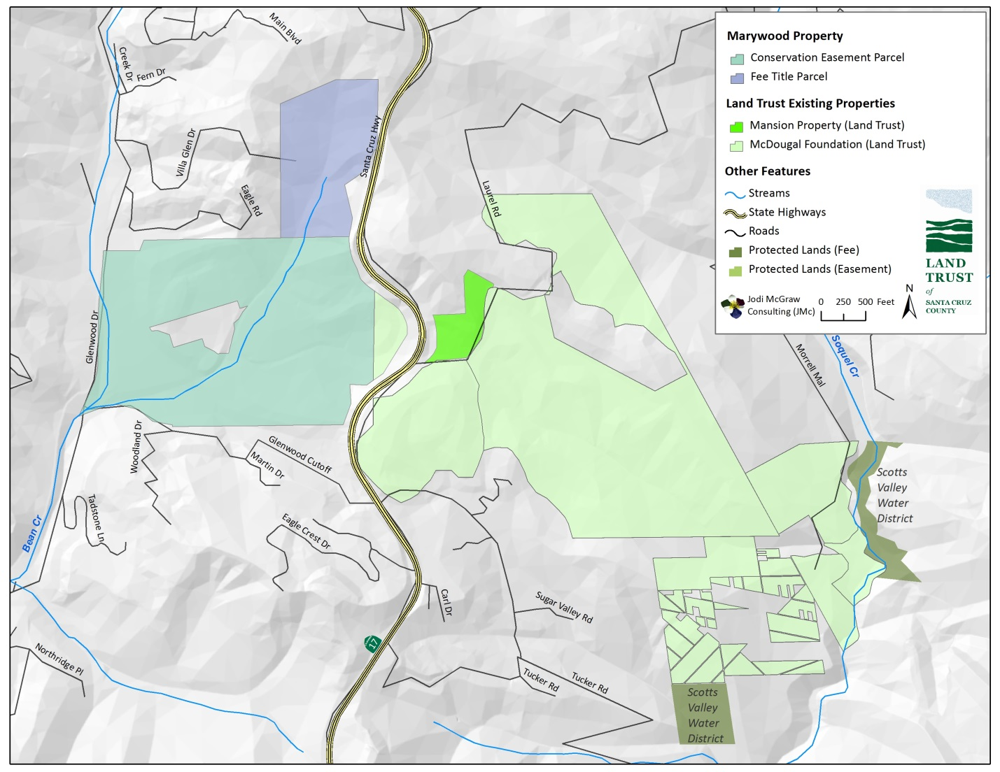 Main Blvd
Creek Dr
Fern Dr
Villa Glen Dr
Eagle Rd
Santa Cruz Hwy
Laurel Rd
Glenwood Dr
Woodland Dr
Glenwood Cutoff
Martin Dr
Tadstone Ln
Bean Cr
Eagle Crest Dr
Carl Dr
Sugar Valley Rd
17
Northridge Pl
Tucker Rd
Tucker Rd
Morrell Mal
Soquel Cr
Scotts
Valley
Water
District
Scotts
Valley
Water
District
Marywood Property
Conservation Easement Parcel
Fee Title Parcel
Land Trust Existing Properties
Mansion Property (Land Trust)
McDougal Foundation (Land Trust)
Other Features
Streams
State Highways
Roads
Protected Lands (Fee)
Protected Lands (Easement)
Jodi McGraw
Consulting (JMc)
0 250 500 Feet
N
LAND
TRUST
of
SANTA CRUZ
COUNTY